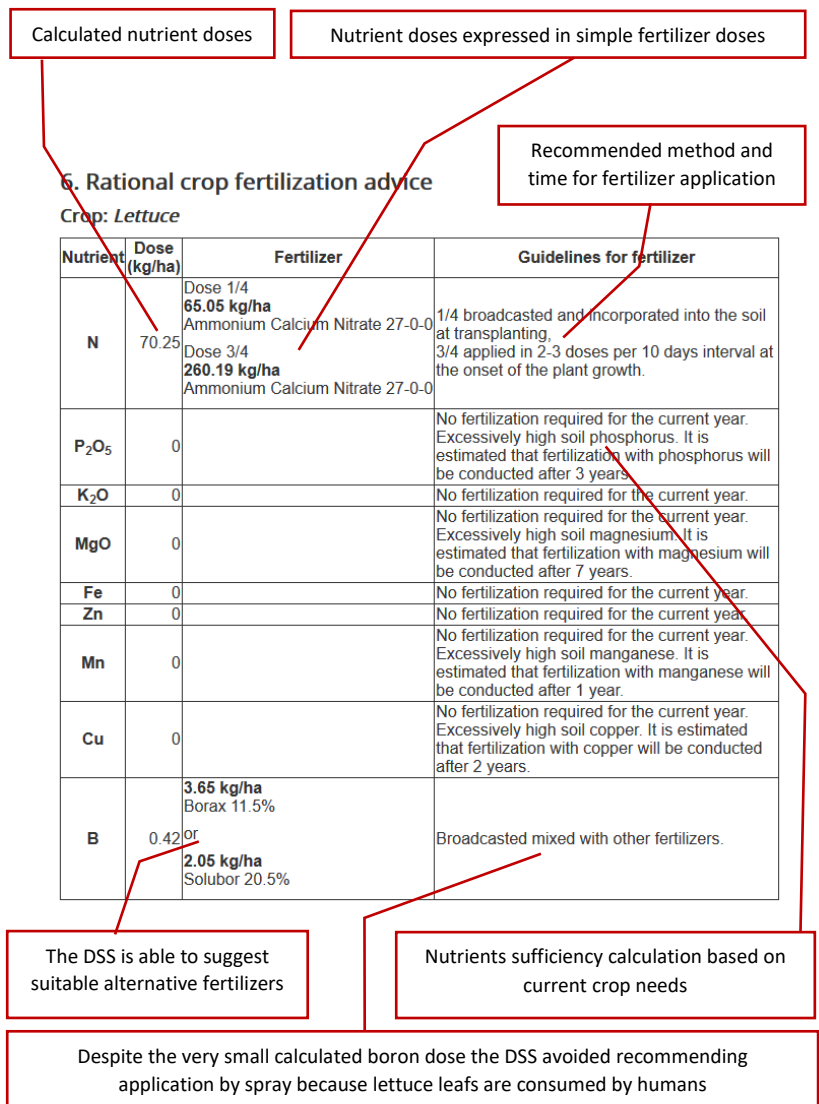 Calculated nutrient doses
Nutrient doses expressed in simple fertilizer doses
Recommended method and
time for fertilizer application
6. Rational crop fertilization advice
Crop: Lettuce
Nutrient
Dose
(kg/ha)
Fertilizer
Guidelines for fertilizer
N
70.25
Dose 1/4
65.05 kg/ha
Ammonium Calcium Nitrate 27-0-0
Dose 3/4
260.19 kg/ha
Ammonium Calcium Nitrate 27-0-0
1/4 broadcasted and incorporated into the soil
at transplanting,
3/4 applied in 2-3 doses per 10 days interval at
the onset of the plant growth.
P₂O₅
0
No fertilization required for the current year.
Excessively high soil phosphorus. It is
estimated that fertilization with phosphorus will
be conducted after 3 years.
K₂O
0
No fertilization required for the current year.
MgO
0
No fertilization required for the current year.
Excessively high soil magnesium. It is
estimated that fertilization with magnesium will
be conducted after 7 years.
Fe
0
No fertilization required for the current year.
Zn
0
No fertilization required for the current year.
Mn
0
No fertilization required for the current year.
Excessively high soil manganese. It is
estimated that fertilization with manganese will
be conducted after 1 year.
Cu
0
No fertilization required for the current year.
Excessively high soil copper. It is estimated
that fertilization with copper will be conducted
after 2 years.
B
0.42
3.65 kg/ha
Borax 11.5%
or
2.05 kg/ha
Solubor 20.5%
Broadcasted mixed with other fertilizers.
The DSS is able to suggest
suitable alternative fertilizers
Nutrients sufficiency calculation based on
current crop needs
Despite the very small calculated boron dose the DSS avoided recommending
application by spray because lettuce leafs are consumed by humans